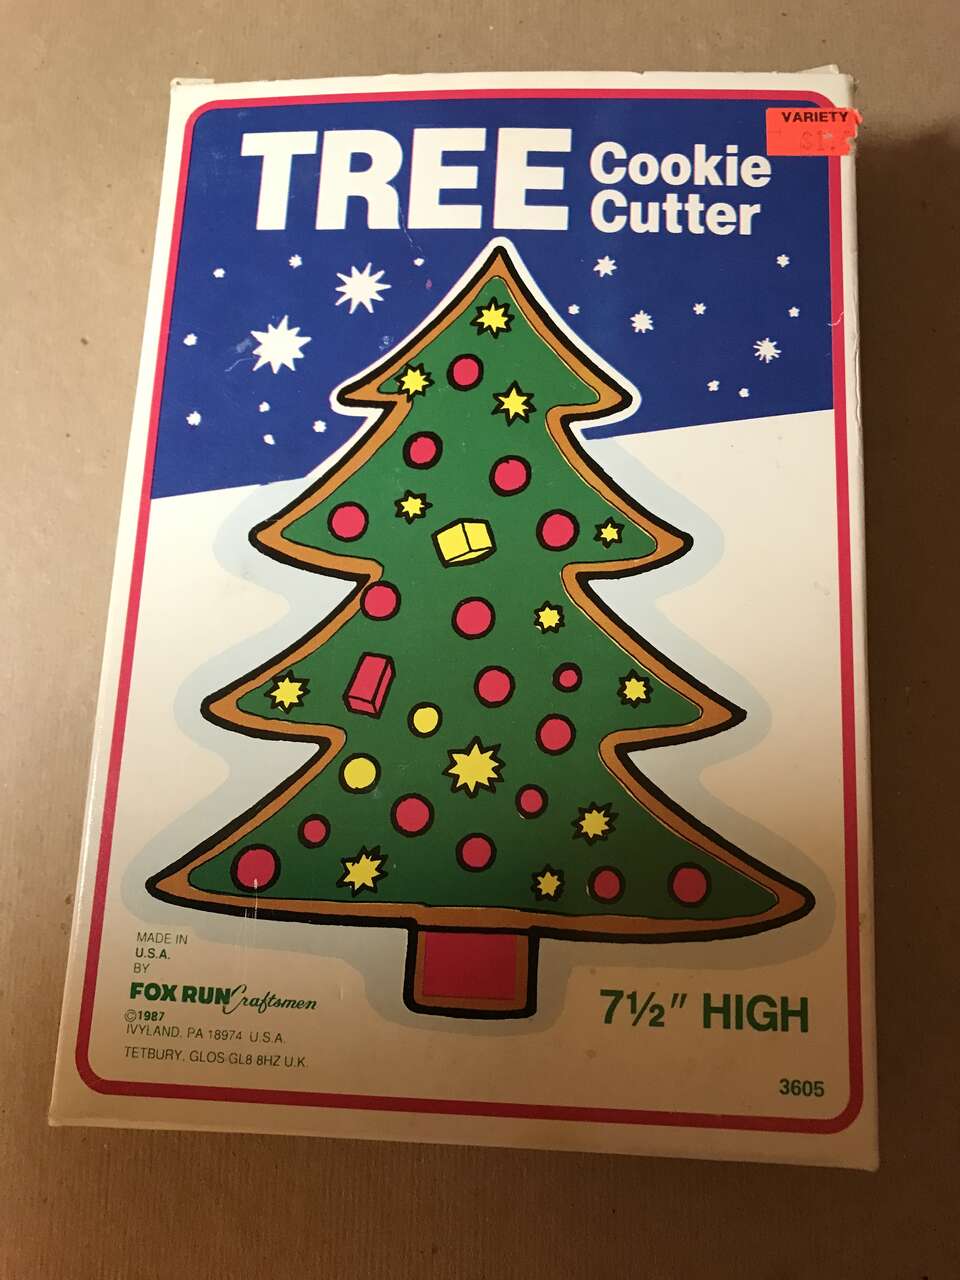 VARIETY
TREE Cookie Cutter
MADE IN
U.S.A.
BY
FOX RUN Craftsmen
©1987
IVYLAND, PA 18974 U.S.A.
TETBURY, GLOS GL8 8HZ U.K.
7½" HIGH
3605